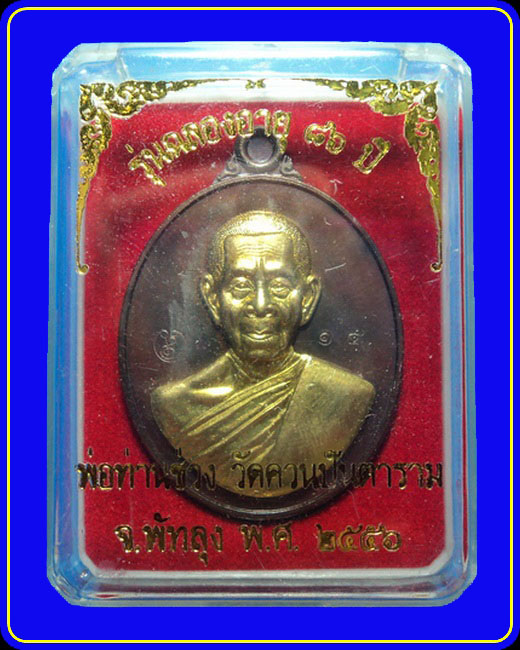 รุ่นฉลองอายุ ๘๖ ปี
๑ ๕
พ่อท่านช่วง วัดควนปันตาราม
จ.พัทลุง พ.ศ. ๒๕๕๖